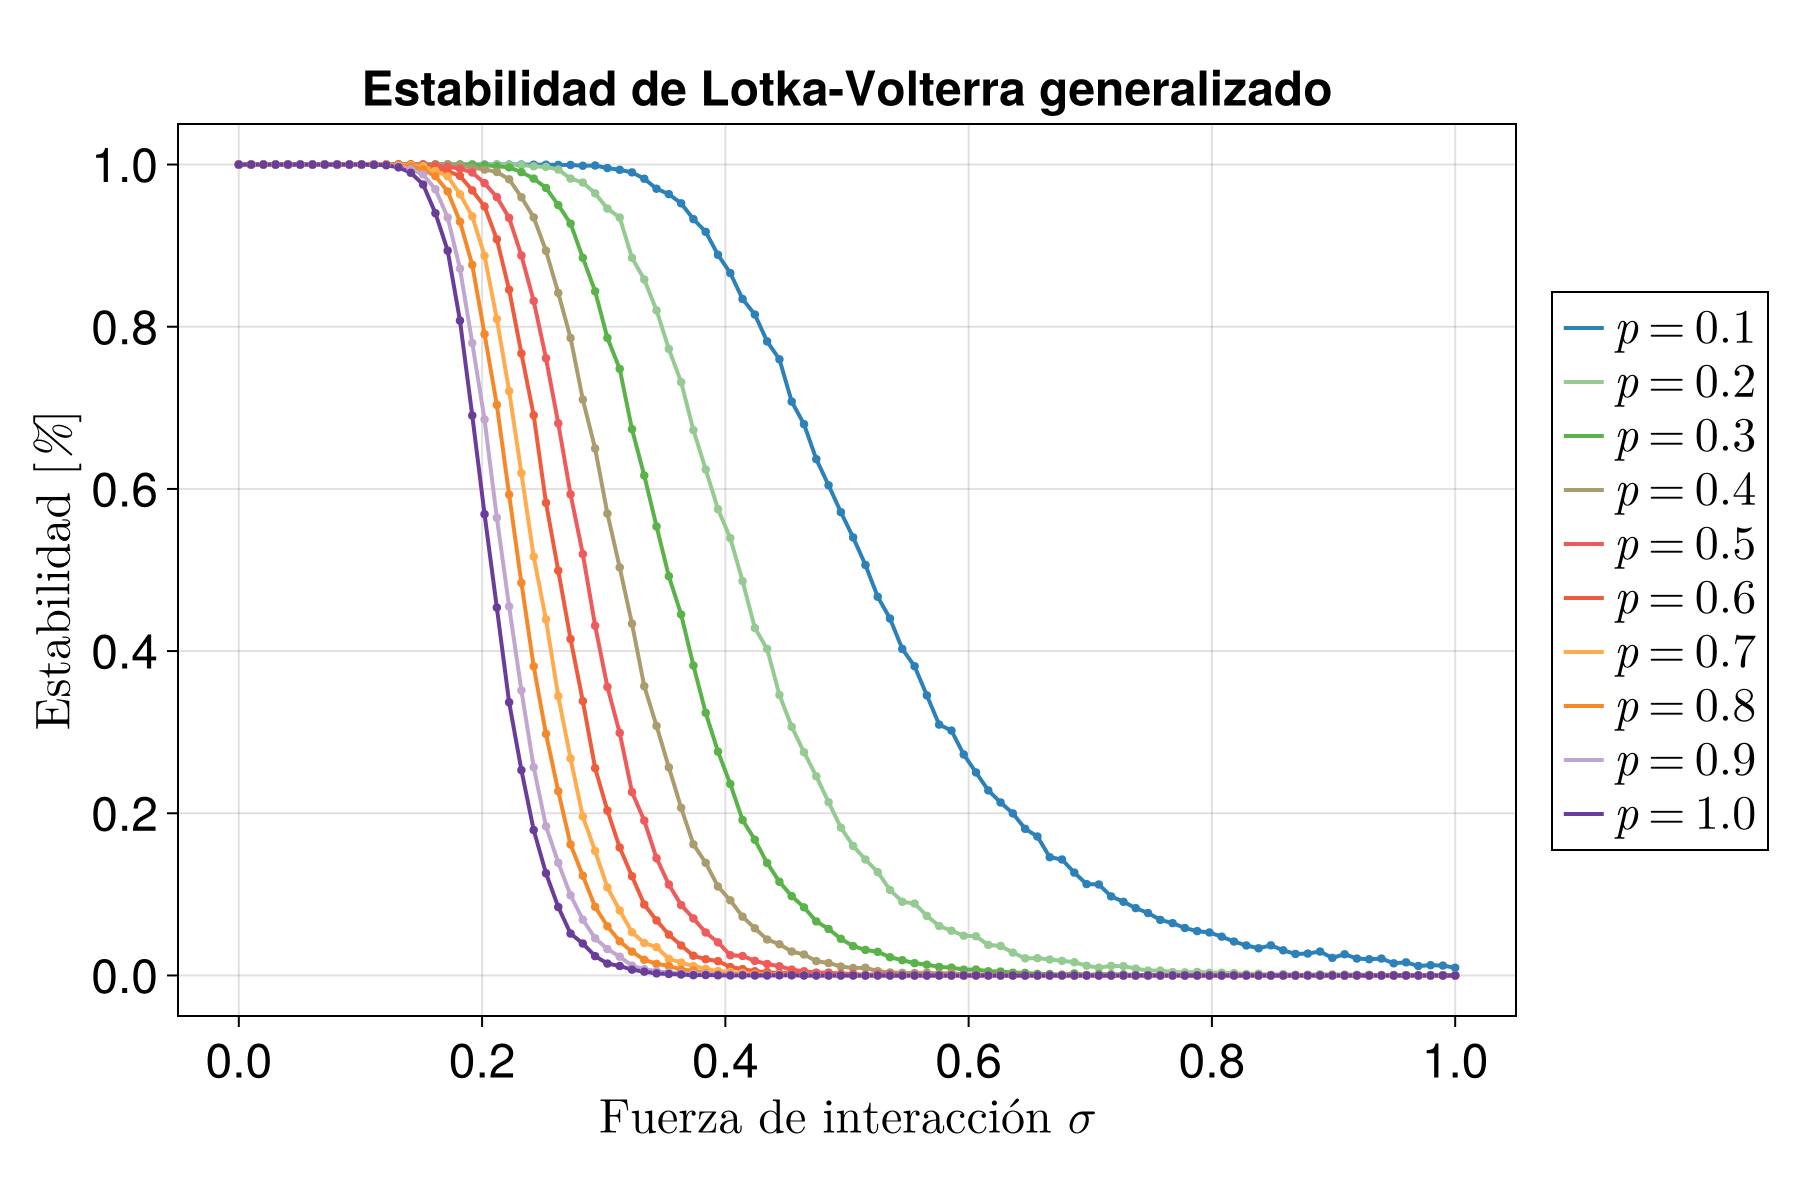 Estabilidad de Lotka-Volterra generalizado
Estabilidad [%]
1.0
0.8
0.6
0.4
0.2
0.0
0.0 0.2 0.4 0.6 0.8 1.0
Fuerza de interacción σ
p = 0.1
p = 0.2
p = 0.3
p = 0.4
p = 0.5
p = 0.6
p = 0.7
p = 0.8
p = 0.9
p = 1.0